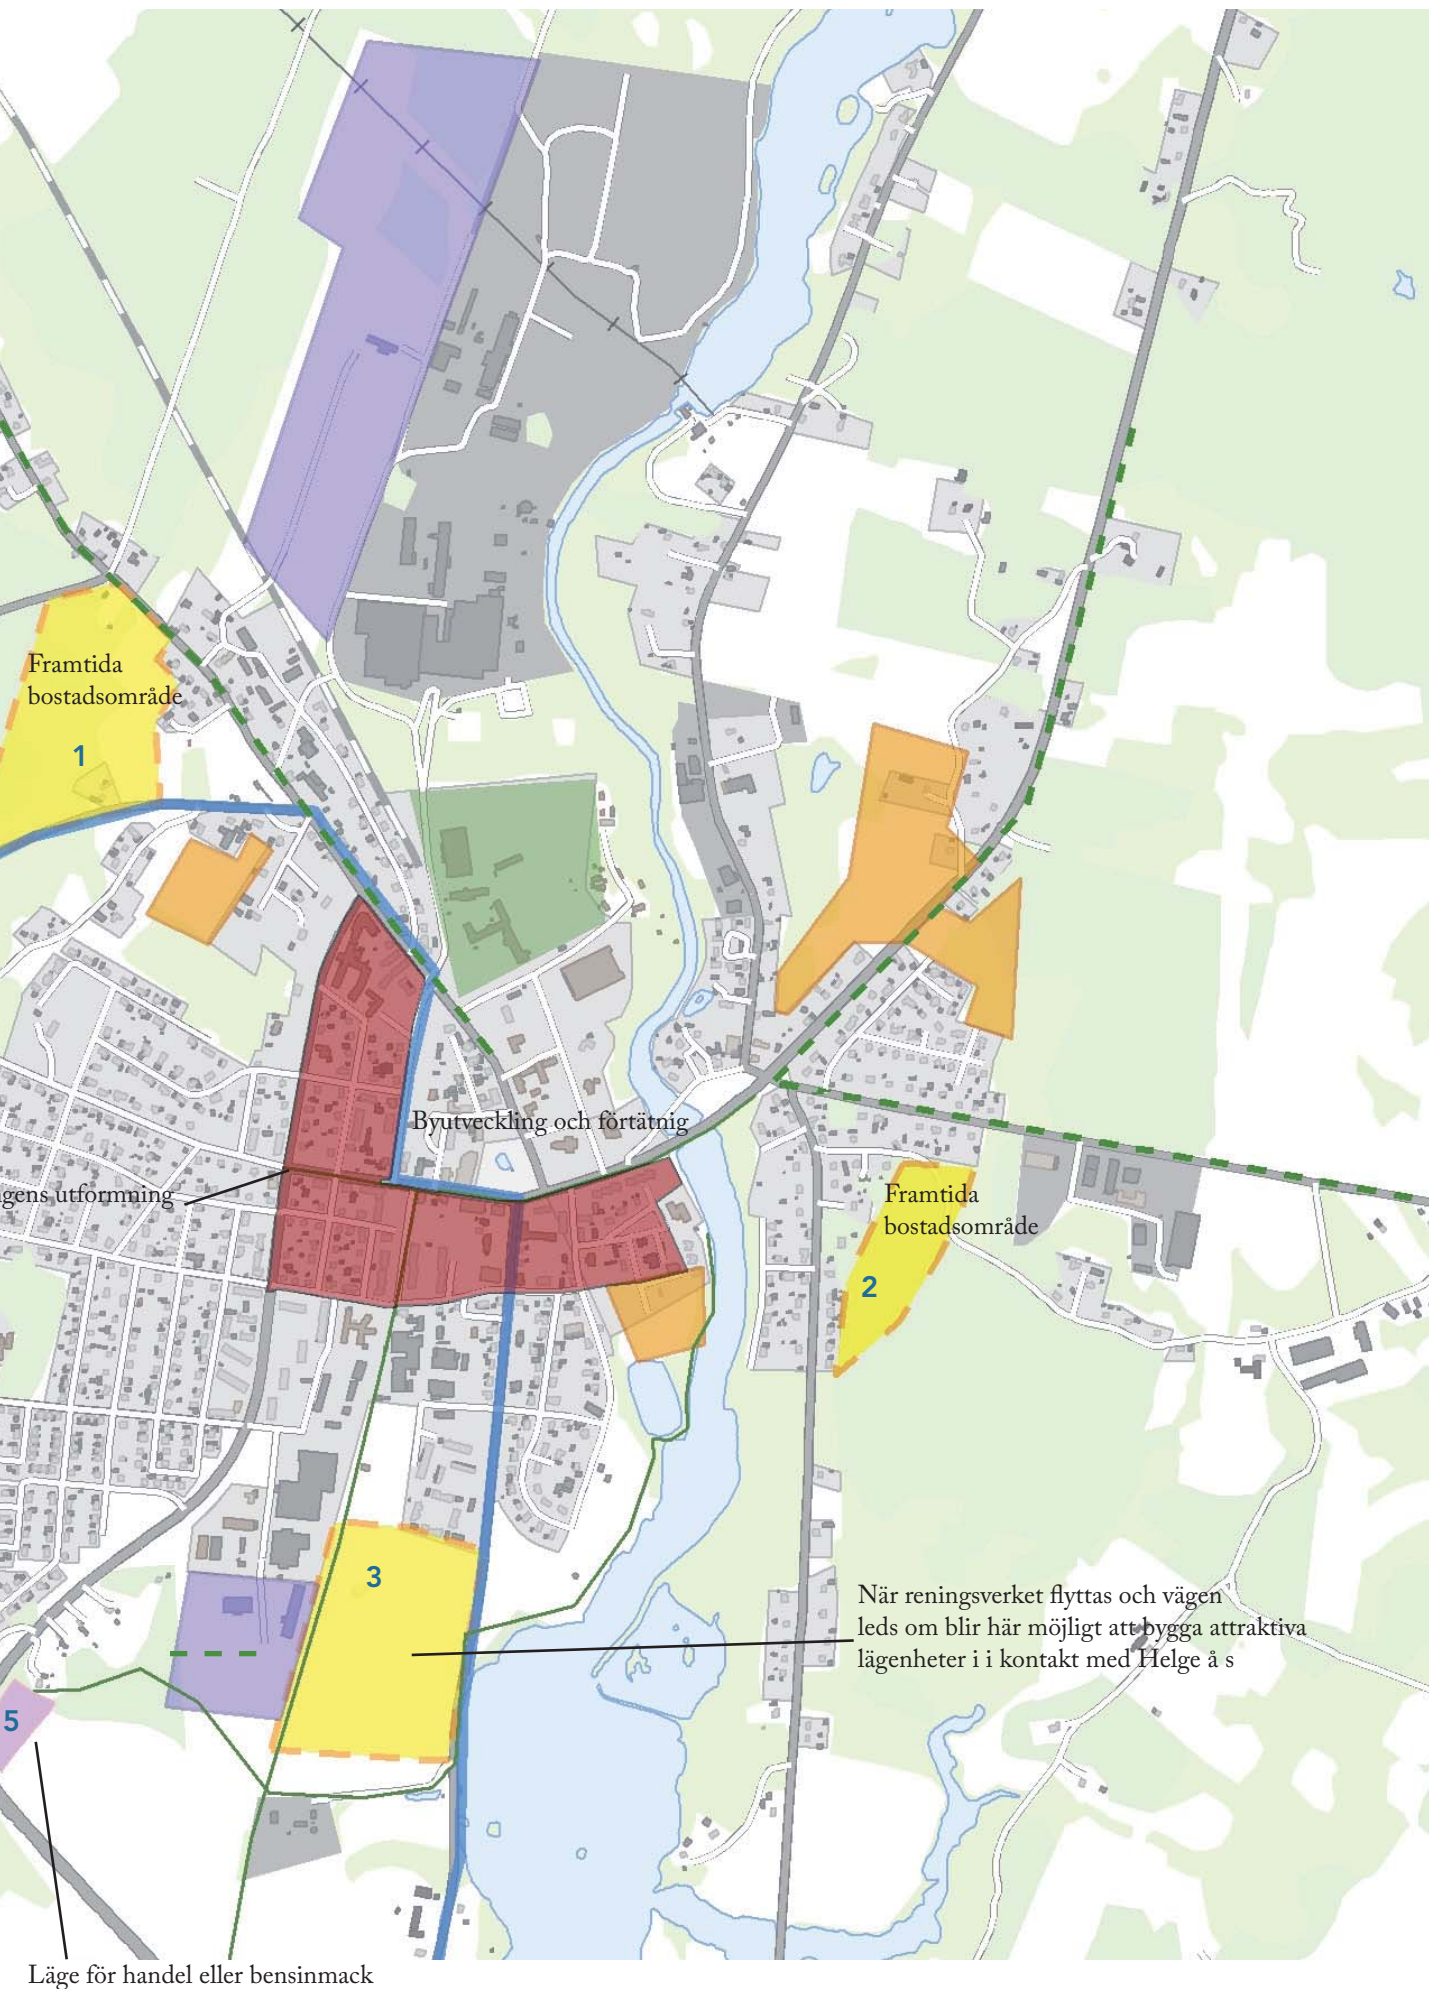 Framtida
bostadsområde
1
Byutveckling och förtätnig
gens utformning
Framtida
bostadsområde
2
3
När reningsverket flyttas och vägen
leds om blir här möjligt att bygga attraktiva
lägenheter i i kontakt med Helge å s
5
Läge för handel eller bensinmack